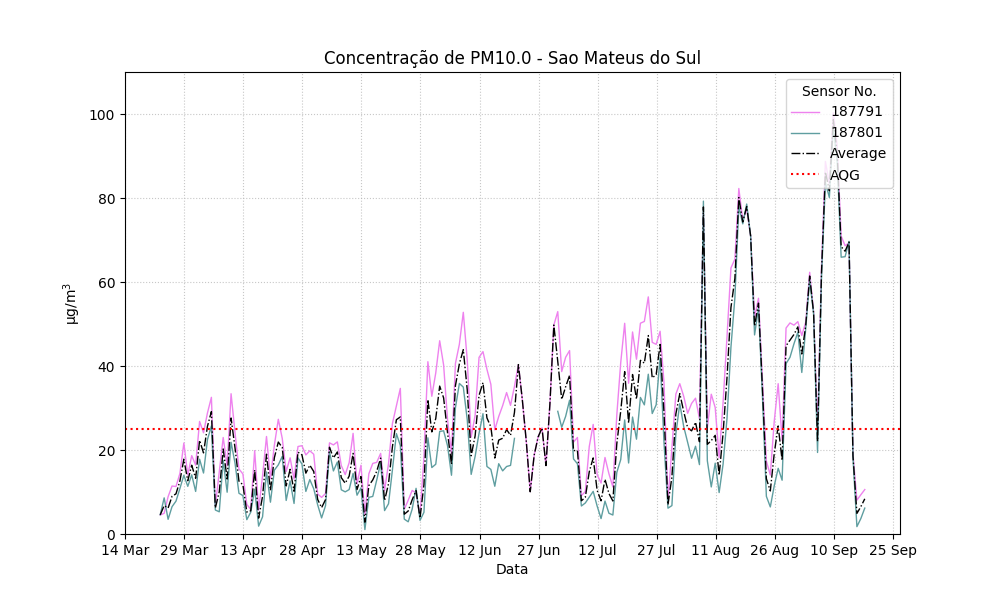 Concentração de PM10.0 - Sao Mateus do Sul
Sensor No.
187791
187801
Average
AQG
100
80
60
40
20
0
μg/m³
14 Mar 29 Mar 13 Apr 28 Apr 13 May 28 May 12 Jun 27 Jun 12 Jul 27 Jul 11 Aug 26 Aug 10 Sep 25 Sep
Data